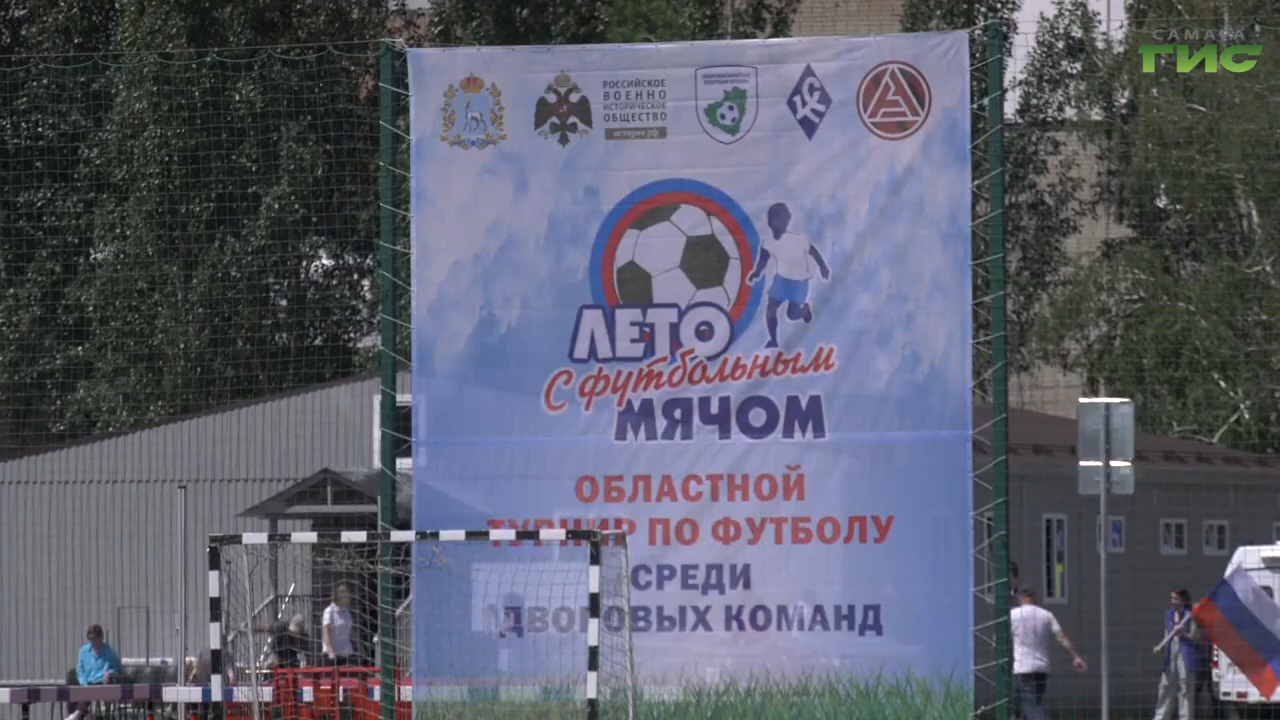 САМАРА
ГИС
РОССИЙСКОЕ
ВОЕННО
ИСТОРИЧЕСКОЕ
ОБЩЕСТВО
история.рф
ЛЕТО
С футбольным
МЯЧОМ
ОБЛАСТНОЙ
ТУРНИР ПО ФУТБОЛУ
СРЕДИ
ДВОРОВЫХ КОМАНД